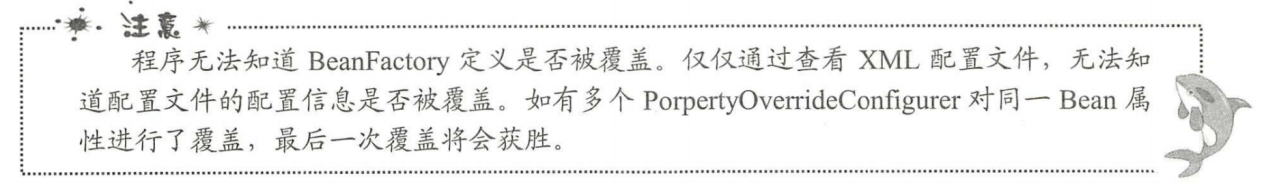 注意
程序无法知道 BeanFactory 定义是否被覆盖。仅仅通过查看 XML 配置文件，无法知
道配置文件的配置信息是否被覆盖。如有多个 PorpertyOverrideConfigurer 对同一 Bean 属
性进行了覆盖，最后一次覆盖将会获胜。